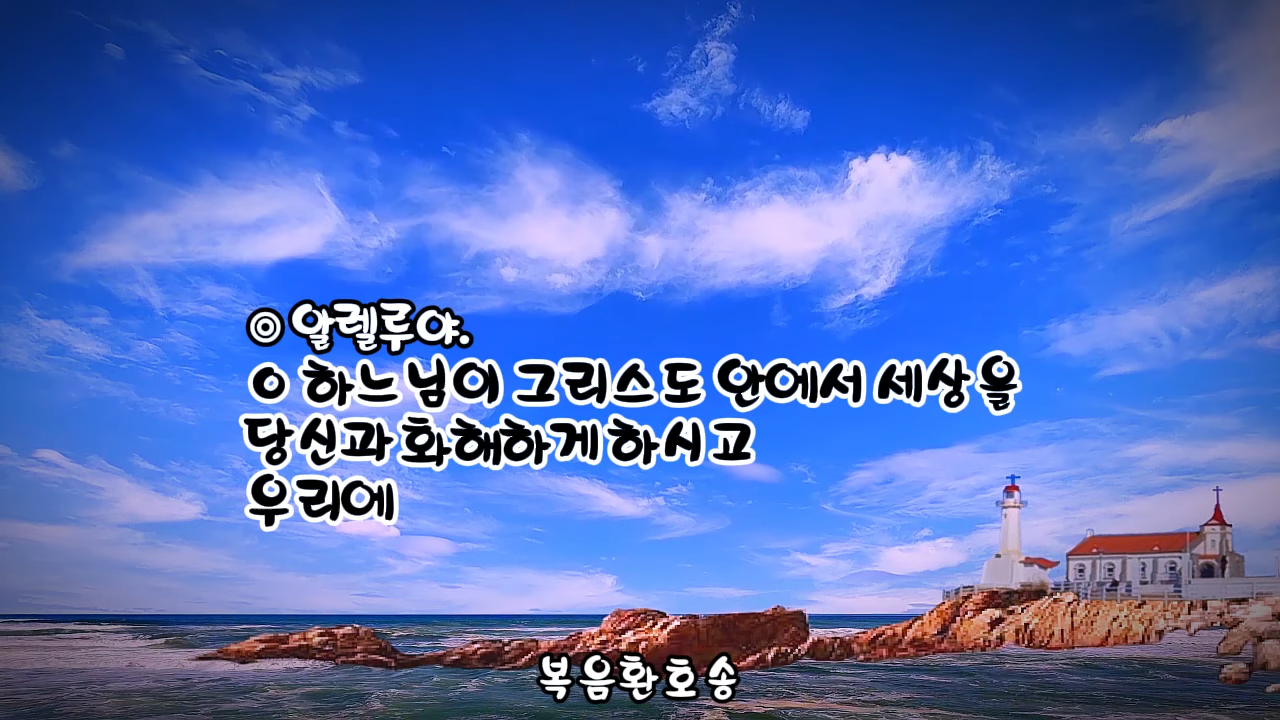 ◎ 알렐루야.
○ 하느님이 그리스도 안에서 세상을
당신과 화해하게 하시고
우리에
복음환호송